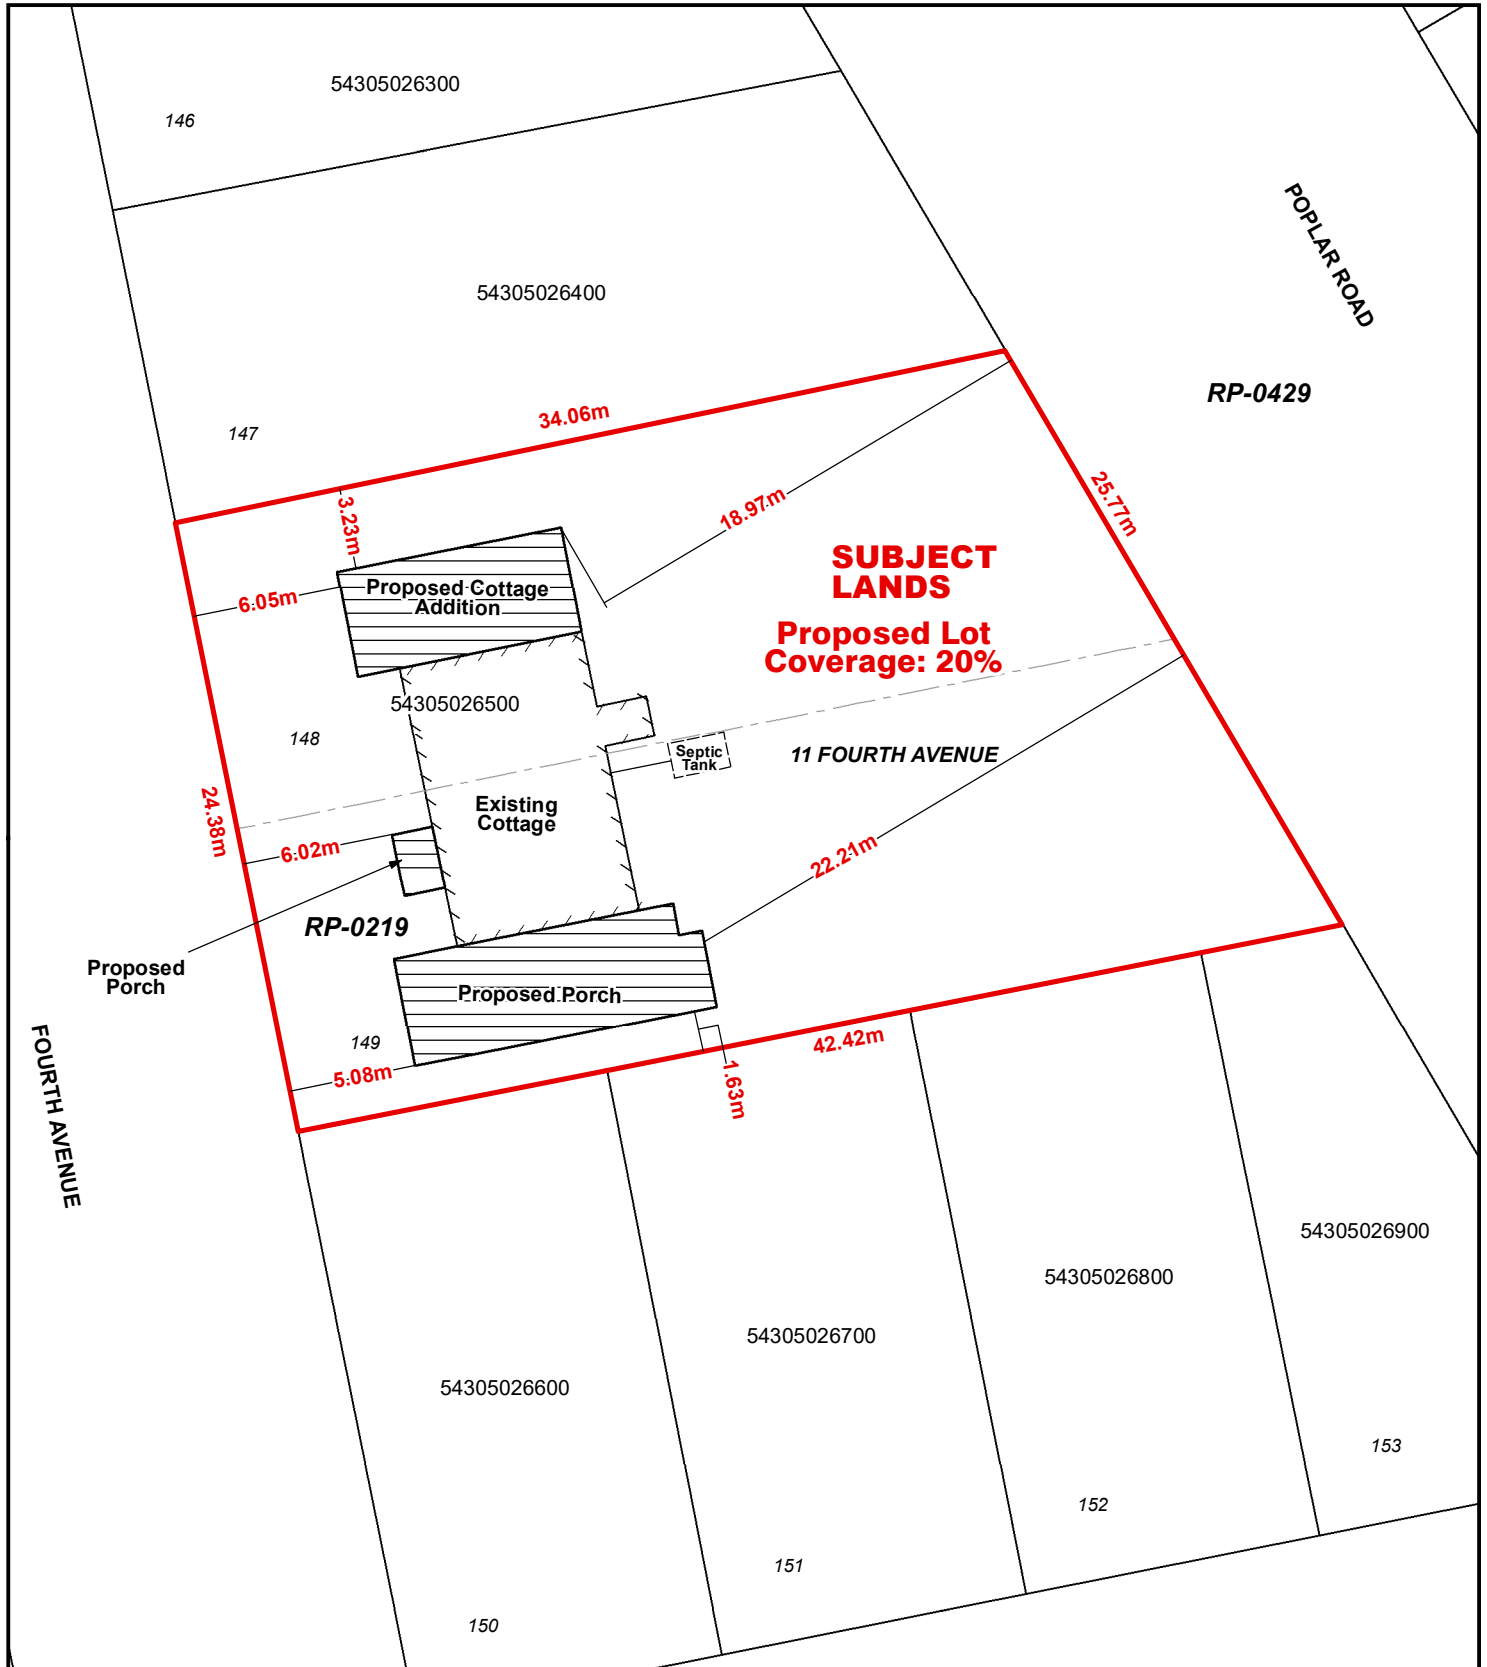 54305026300
146
POPLAR ROAD
54305026400
RP-0429
34.06m
147
25.77m
18.97m
3.23m
SUBJECT
LANDS
Proposed Cottage
Addition
6.05m
Proposed Lot
Coverage: 20%
54305026500
148
Septic
Tank
11 FOURTH AVENUE
Existing
Cottage
24.38m
6.02m
22.21m
RP-0219
Proposed
Porch
Proposed Porch
149
42.42m
5.08m
1.63m
FOURTH AVENUE
54305026900
54305026800
54305026700
54305026600
153
152
151
150